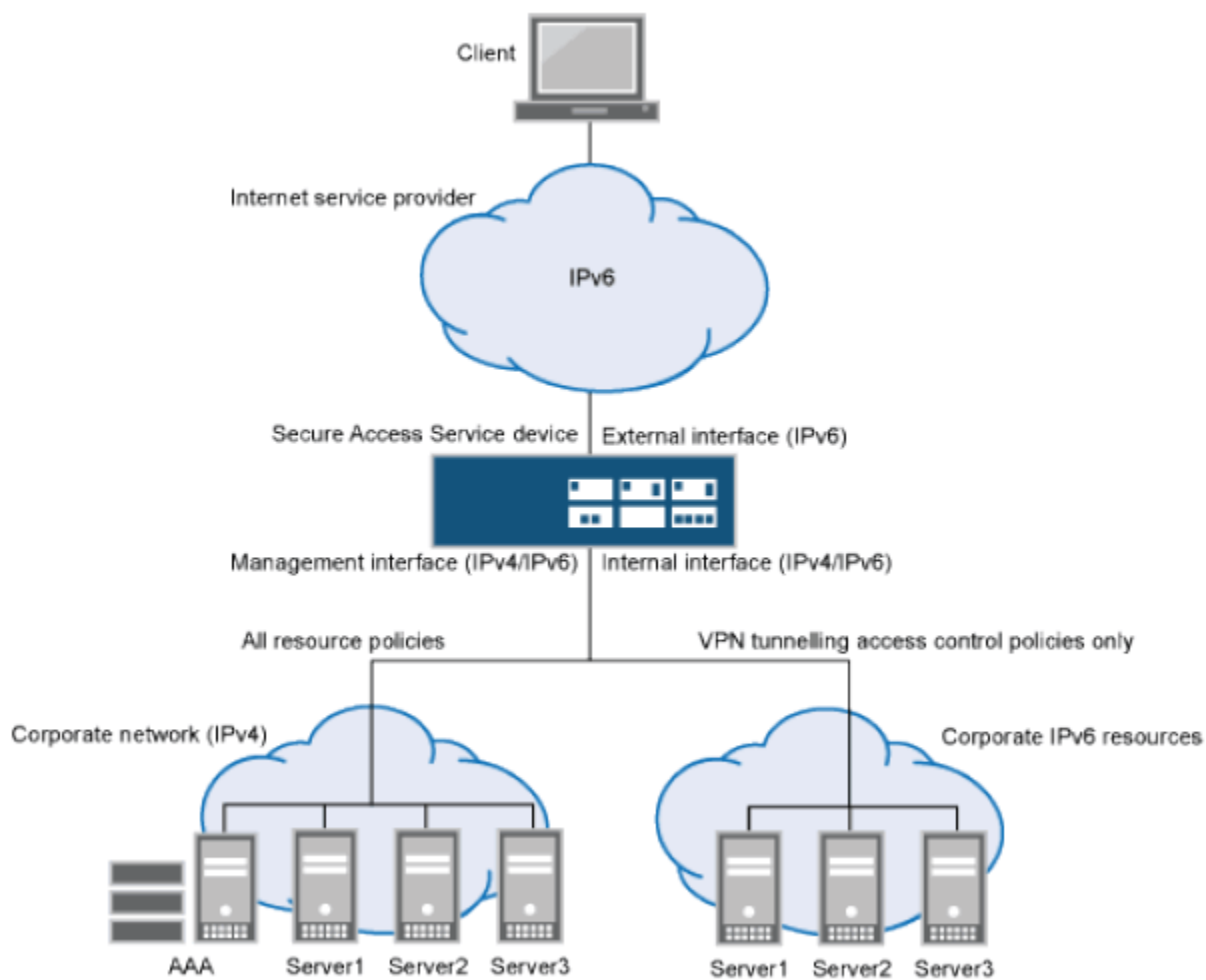 Client
Internet service provider
IPv6
Secure Access Service device
External interface (IPv6)
Management interface (IPv4/IPv6)
Internal interface (IPv4/IPv6)
All resource policies
VPN tunnelling access control policies only
Corporate network (IPv4)
Corporate IPv6 resources
AAA
Server1
Server2
Server3
Server1
Server2
Server3